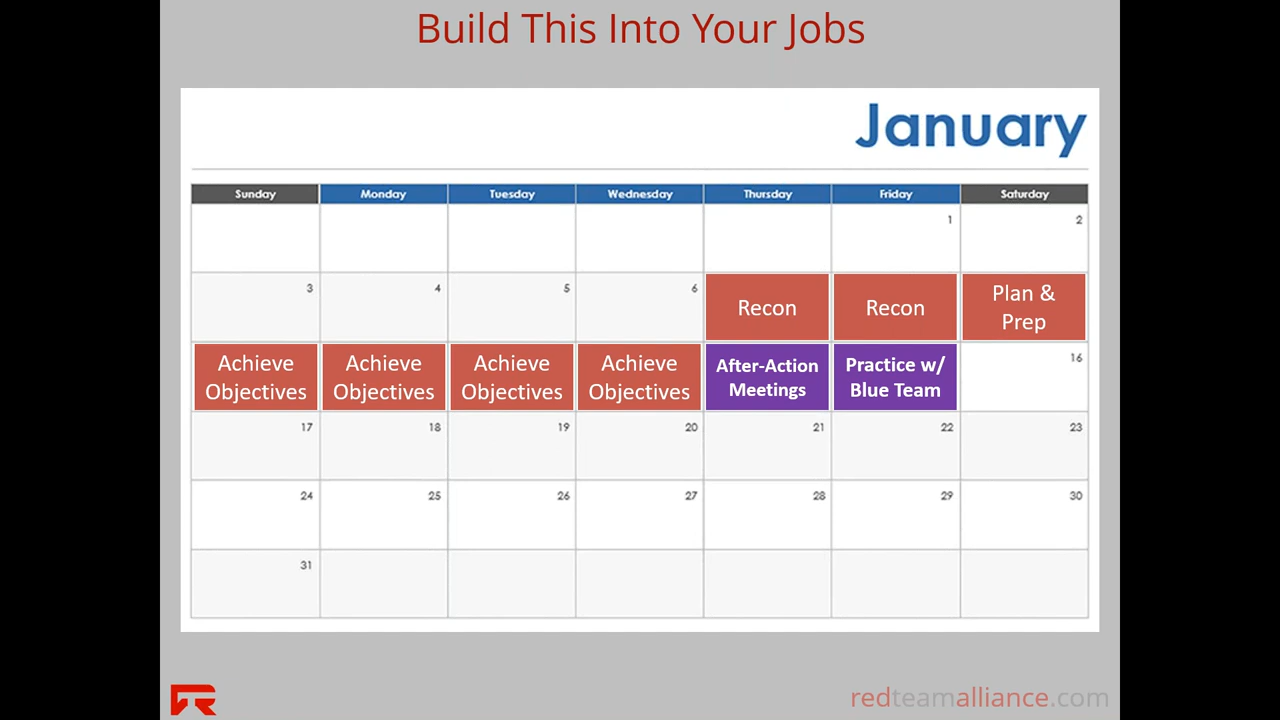 Build This Into Your Jobs
January
Sunday Monday Tuesday Wednesday Thursday Friday Saturday
1 2
3 4 5 6 Recon Recon Plan &
Prep
Achieve Achieve Achieve Achieve After-Action Practice w/ 16
Objectives Objectives Objectives Objectives Meetings Blue Team
17 18 19 20 21 22 23
24 25 26 27 28 29 30
31
redteamalliance.com